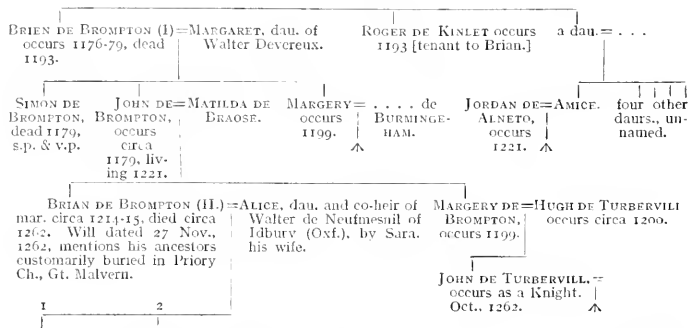 BRIEN DE BROMPTON (I)=MARGARET, dau. of
occurs 1176-79, dead Walter Devereux.
1193.
ROGER DE KINLET occurs
1193 [tenant to Brian.]
a dau.= . . .
SIMON DE
BROMPTON,
dead 1179,
s.p. & v.p.
JOHN DE=MATILDA DE
BROMPTON, BRAOSE.
occurs
circa
1179, liv-
ing 1221.
MARGERY= . . . . de
occurs BURMINGE-
1199. HAM.
JORDAN DE=AMICE.
ALNETO,
occurs
1221.
four other
daurs., un-
named.
BRIAN DE BROMPTON (II.)=ALICE, dau. and co-heir of
mar. circa 1214-15, died circa Walter de Neufmesnil of
1262. Will dated 27 Nov., Idbury (Oxf.), by Sara.
1262, mentions his ancestors his wife.
customarily buried in Priory
Ch., Gt. Malvern.
MARGERY DE=HUGH DE TURBERVILL
BROMPTON, occurs circa 1200.
occurs 1199.
JOHN DE TURBERVILL.=
occurs as a Knight.
Oct., 1262.
1 2